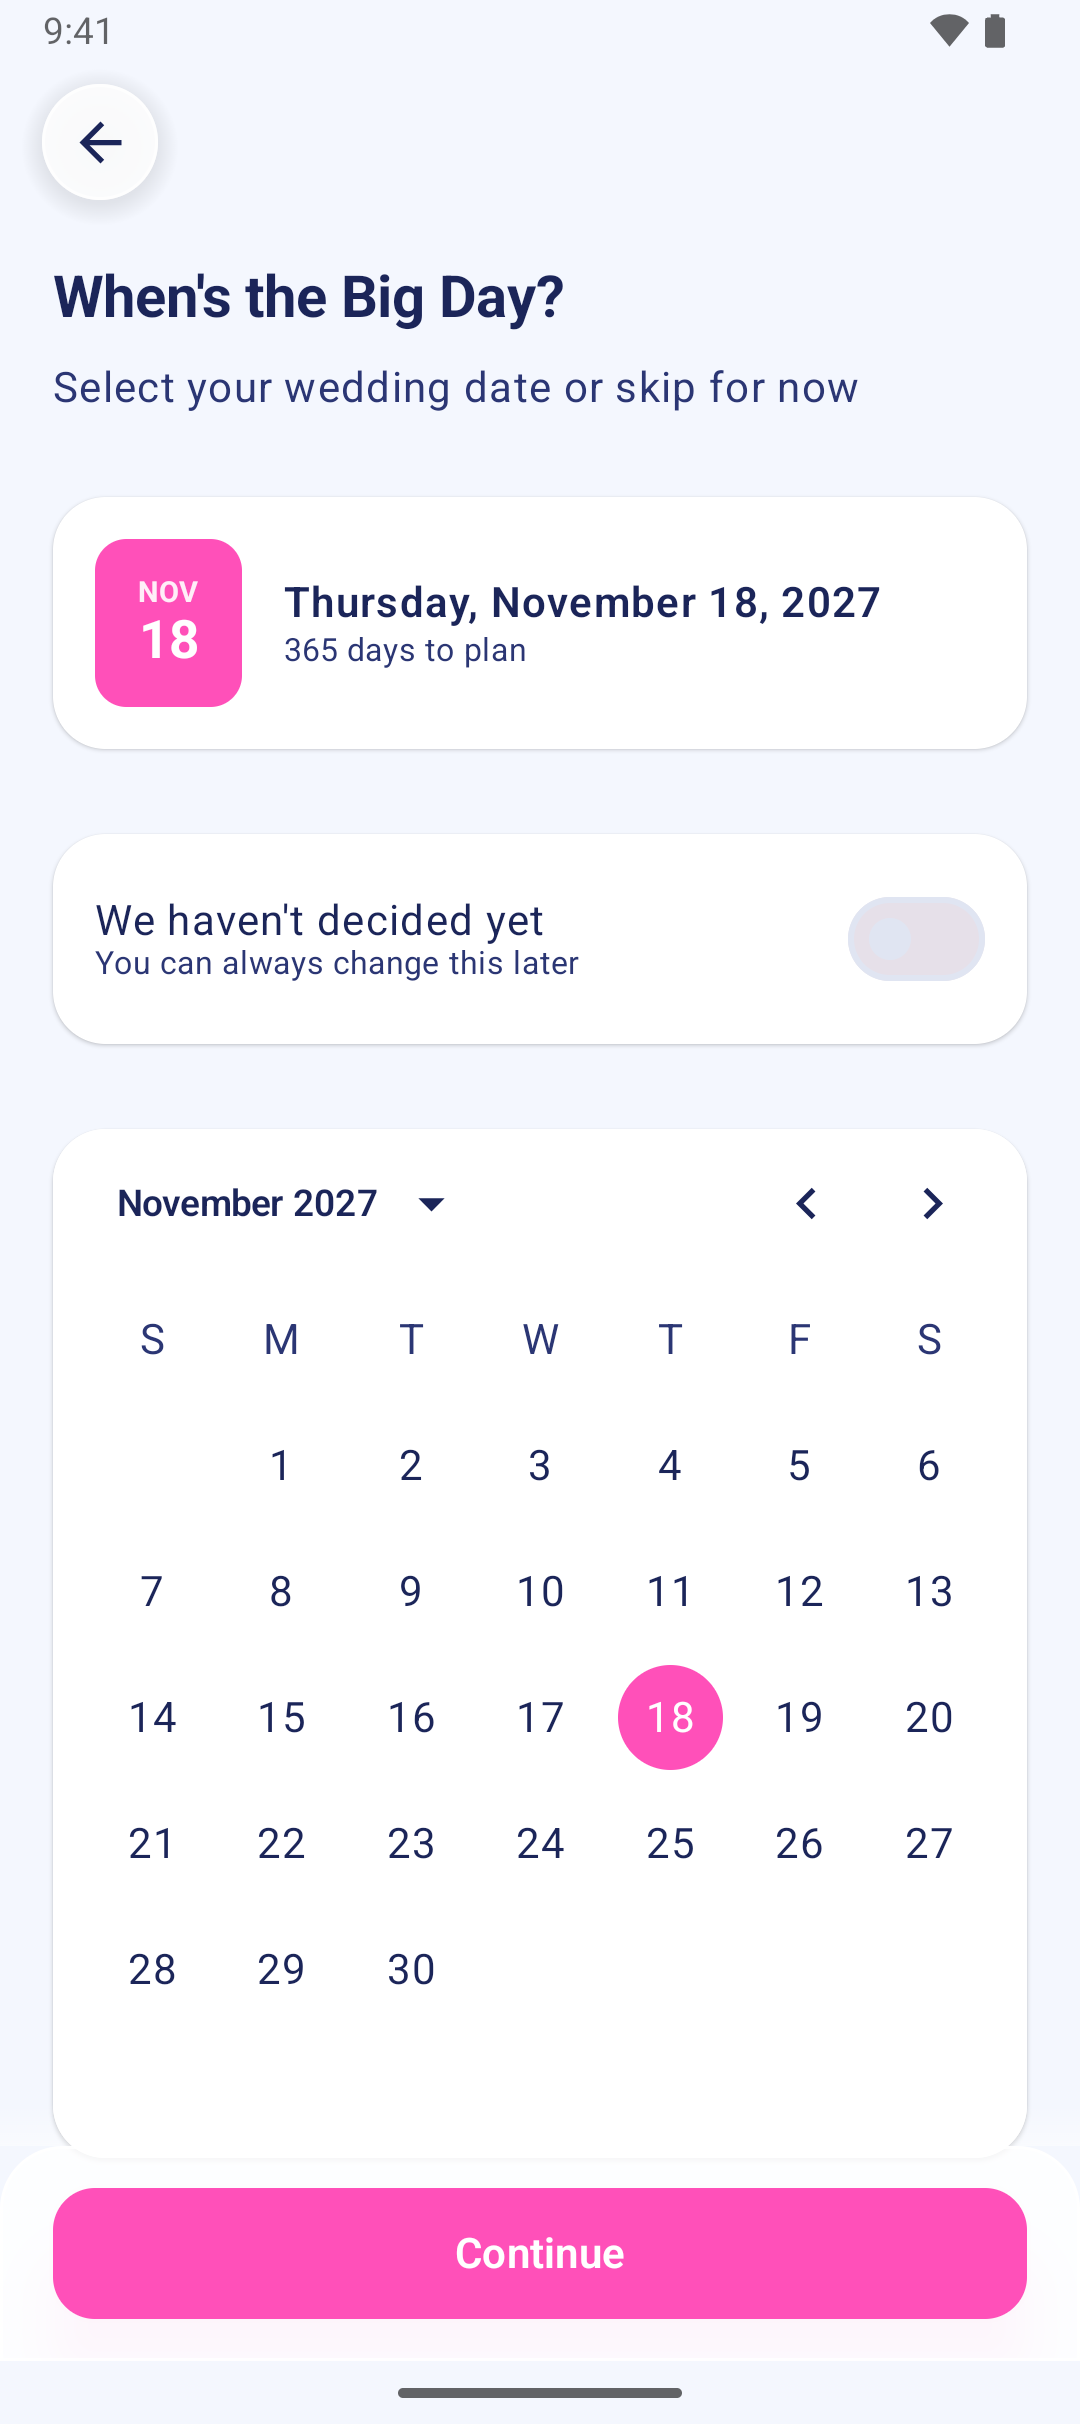 9:41
When's the Big Day?
Select your wedding date or skip for now
NOV
18
Thursday, November 18, 2027
365 days to plan
We haven't decided yet
You can always change this later
November 2027
S M T W T F S
1 2 3 4 5 6
7 8 9 10 11 12 13
14 15 16 17 18 19 20
21 22 23 24 25 26 27
28 29 30
Continue